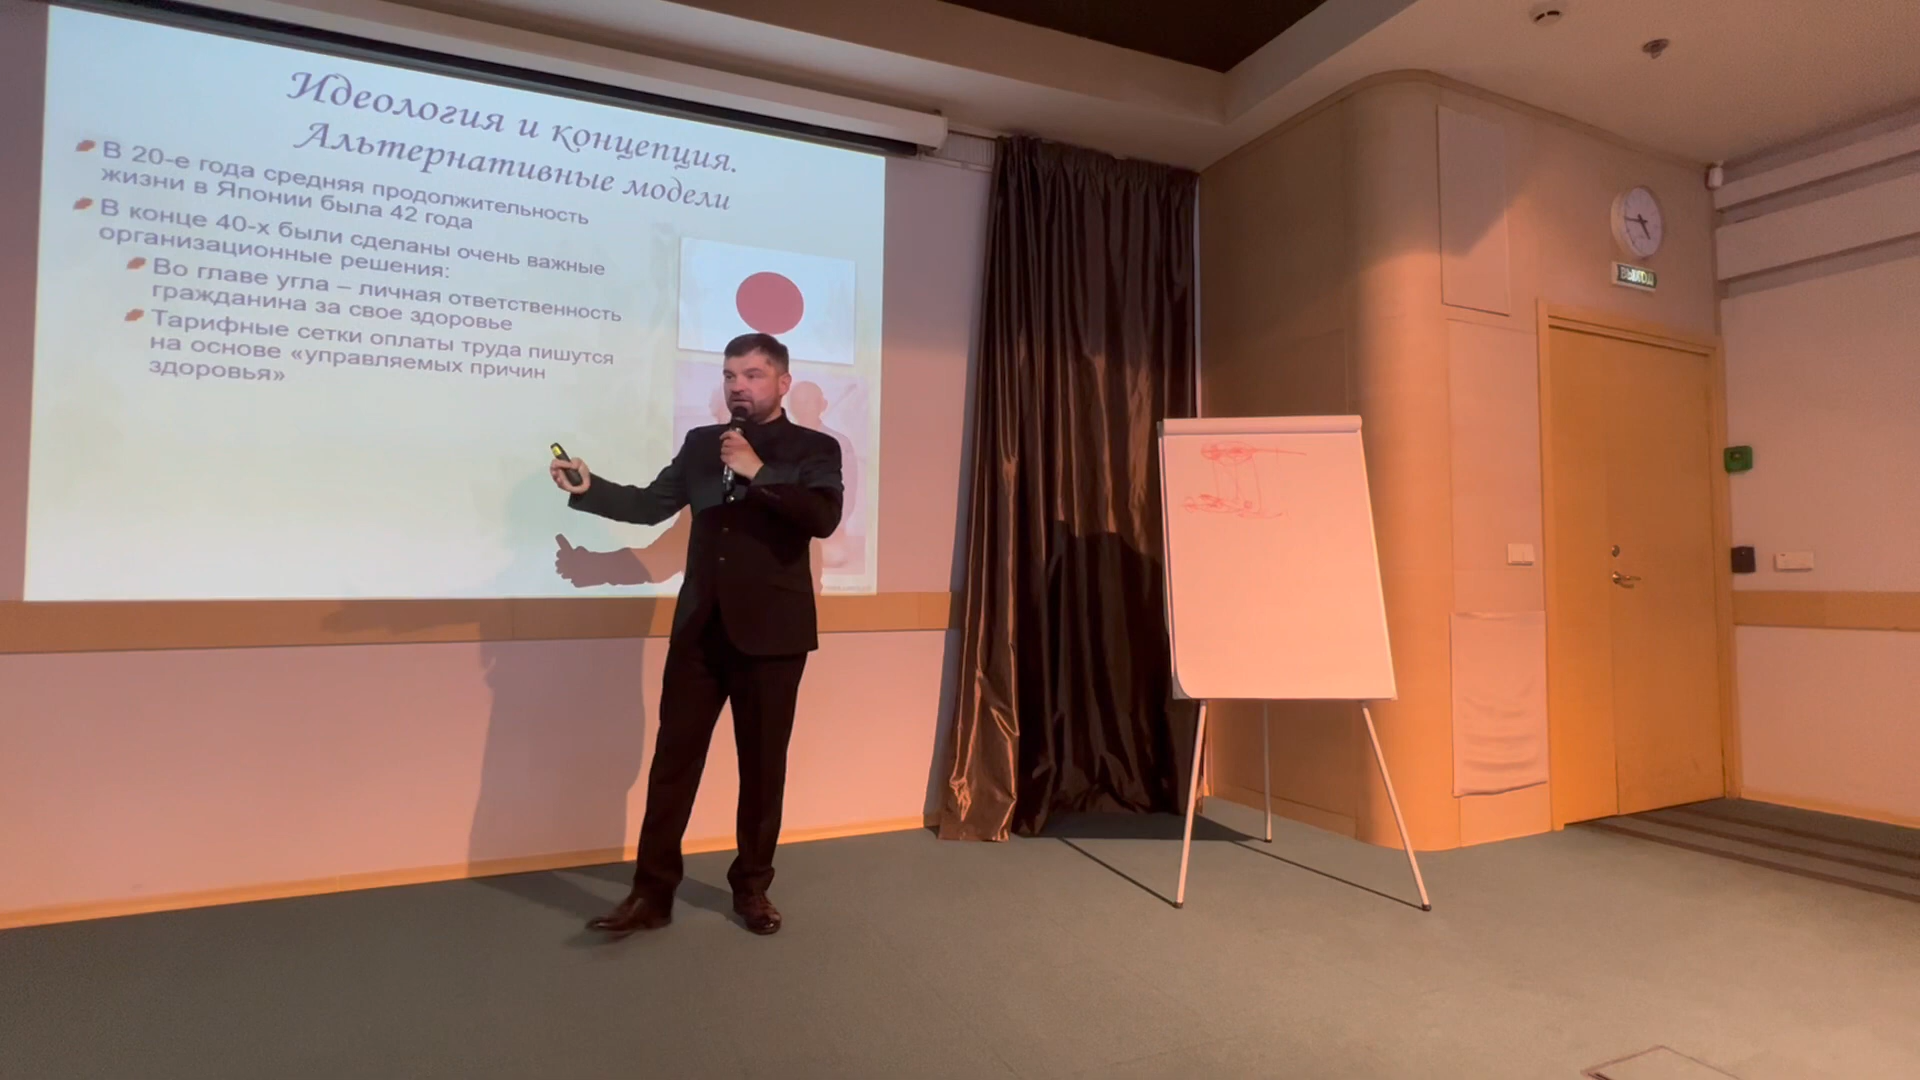 Идеология и концепция.
Альтернативные модели
В 20-е года средняя продолжительность
жизни в Японии была 42 года
В конце 40-х были сделаны очень важные
организационные решения:
Во главе угла – личная ответственность
гражданина за свое здоровье
Тарифные сетки оплаты труда пишутся
на основе «управляемых причин
здоровья»
ВЫХОД